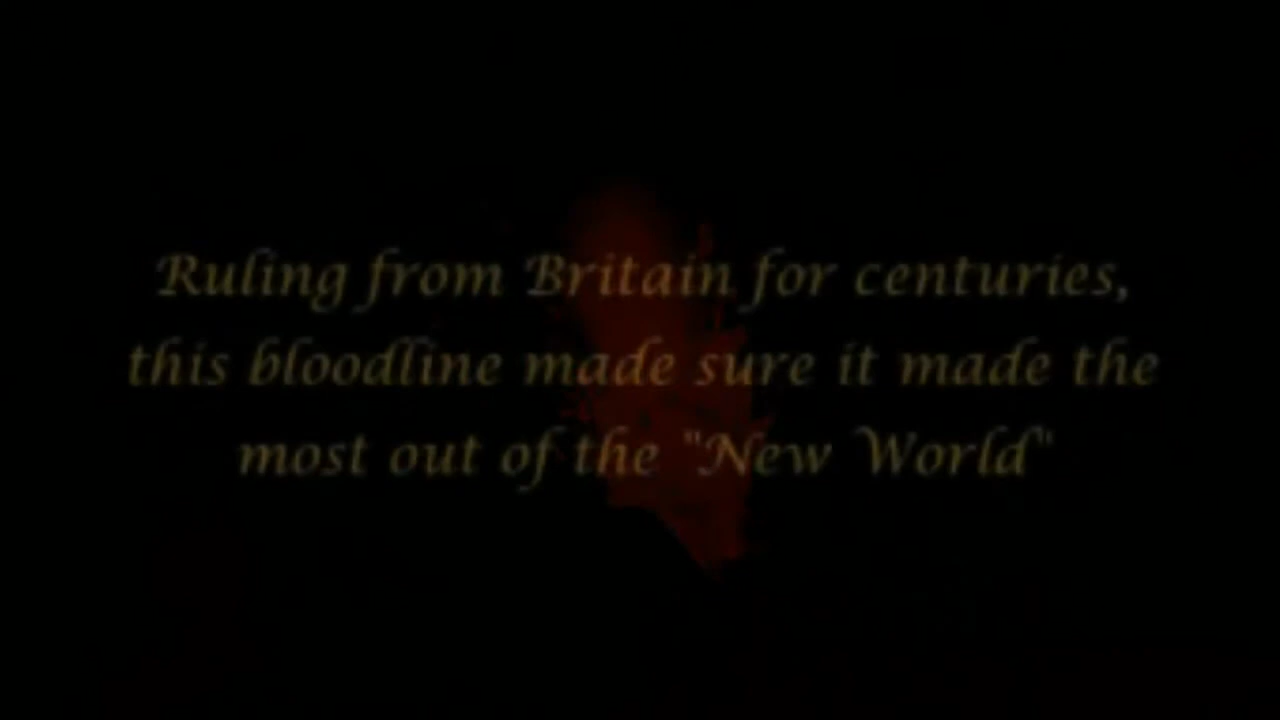 Ruling from Britain for centuries,
this bloodline made sure it made the
most out of the "New World"